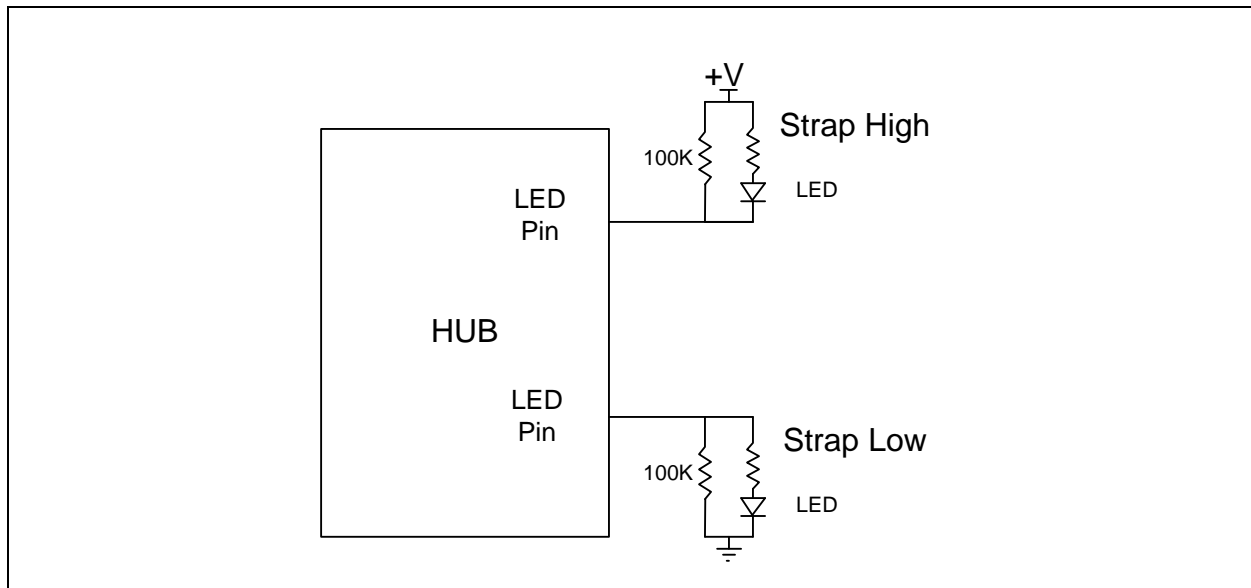 +V
Strap High
100K
LED
LED
Pin
HUB
LED
Pin
Strap Low
100K
LED